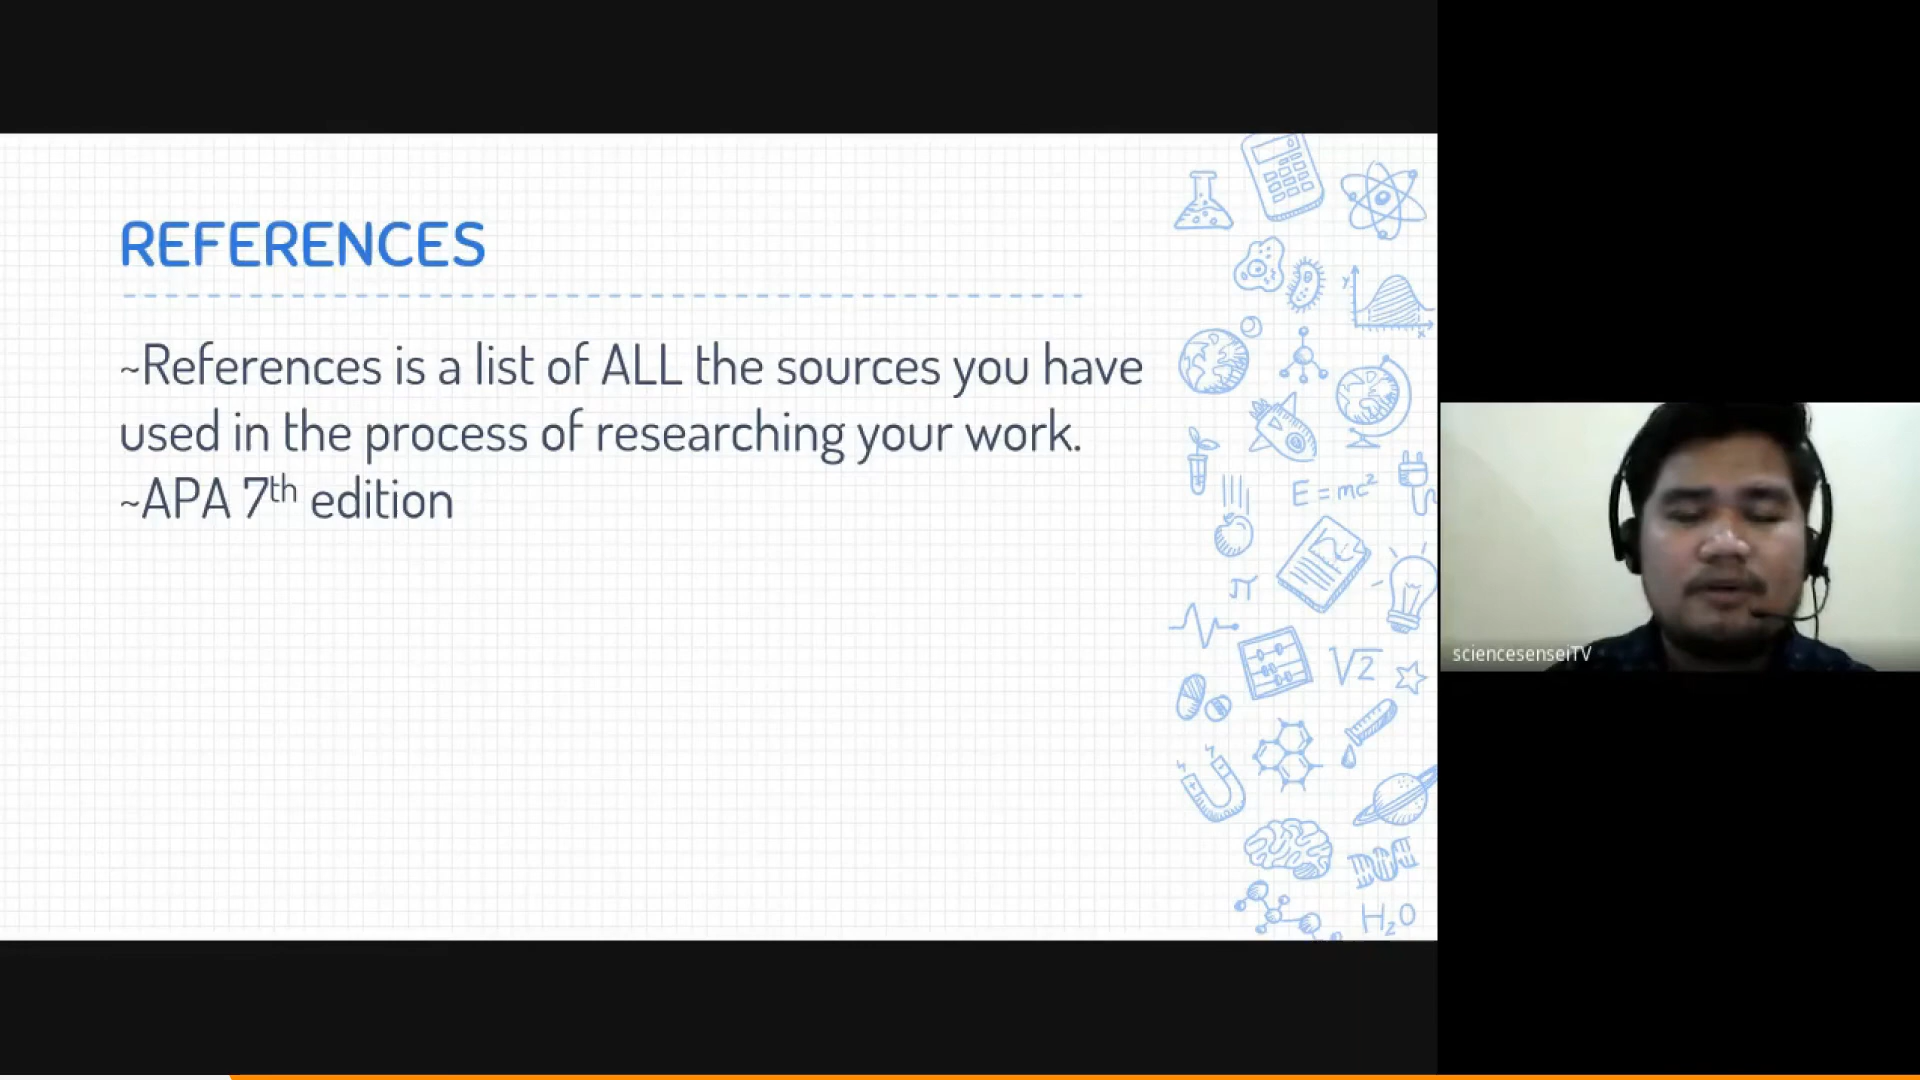 REFERENCES
~References is a list of ALL the sources you have
used in the process of researching your work.
~APA 7th edition
y
x
E = mc²
π
√2
H₂O
sciencesenseiTV